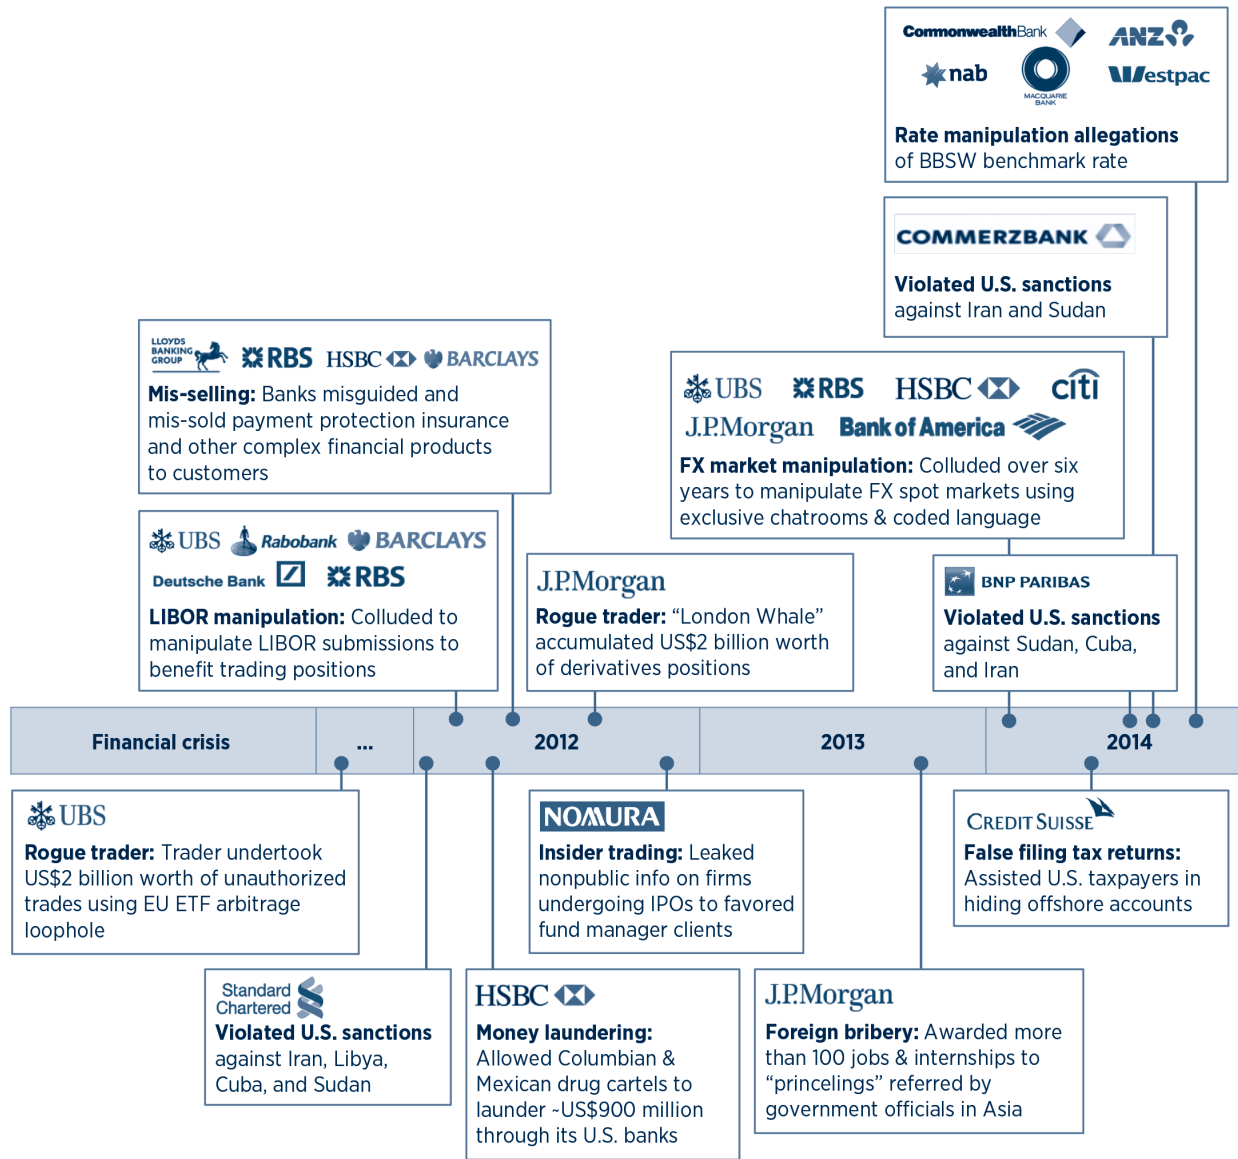 CommonwealthBank ANZ
nab MACQUARIE BANK Westpac
Rate manipulation allegations
of BBSW benchmark rate
COMMERZBANK
Violated U.S. sanctions
against Iran and Sudan
LLOYDS BANKING GROUP RBS HSBC BARCLAYS
Mis-selling: Banks misguided and
mis-sold payment protection insurance
and other complex financial products
to customers
UBS RBS HSBC citi
J.P.Morgan Bank of America
FX market manipulation: Colluded over six
years to manipulate FX spot markets using
exclusive chatrooms & coded language
UBS Rabobank BARCLAYS
Deutsche Bank RBS
LIBOR manipulation: Colluded to
manipulate LIBOR submissions to
benefit trading positions
J.P.Morgan
Rogue trader: “London Whale”
accumulated US$2 billion worth
of derivatives positions
BNP PARIBAS
Violated U.S. sanctions
against Sudan, Cuba,
and Iran
Financial crisis ... 2012 2013 2014
UBS
Rogue trader: Trader undertook
US$2 billion worth of unauthorized
trades using EU ETF arbitrage
loophole
NOMURA
Insider trading: Leaked
nonpublic info on firms
undergoing IPOs to favored
fund manager clients
CREDIT SUISSE
False filing tax returns:
Assisted U.S. taxpayers in
hiding offshore accounts
Standard
Chartered
Violated U.S. sanctions
against Iran, Libya,
Cuba, and Sudan
HSBC
Money laundering:
Allowed Columbian &
Mexican drug cartels to
launder ~US$900 million
through its U.S. banks
J.P.Morgan
Foreign bribery: Awarded more
than 100 jobs & internships to
“princelings” referred by
government officials in Asia